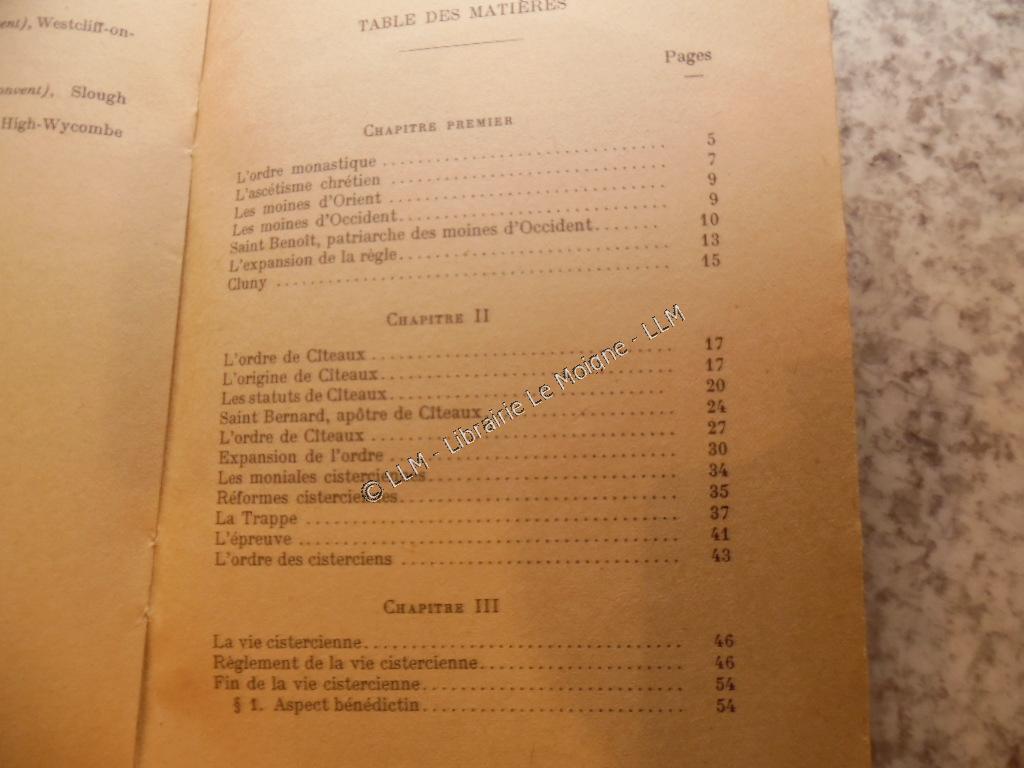 vent), Westcliff-on-
onvent), Slough
High-Wycombe
TABLE DES MATIÈRES
Pages
CHAPITRE PREMIER
L'ordre monastique 5
L'ascétisme chrétien 7
Les moines d'Orient 9
Les moines d'Occident 9
Saint Benoît, patriarche des moines d'Occident 10
L'expansion de la règle 13
Cluny 15
CHAPITRE II
L'ordre de Cîteaux 17
L'origine de Cîteaux 17
Les statuts de Cîteaux 20
Saint Bernard, apôtre de Cîteaux 24
L'ordre de Cîteaux 27
Expansion de l'ordre 30
Les moniales cisterciennes 34
Réformes cisterciennes 35
La Trappe 37
L'épreuve 41
L'ordre des cisterciens 43
CHAPITRE III
La vie cistercienne 46
Règlement de la vie cistercienne 46
Fin de la vie cistercienne 54
§ 1. Aspect bénédictin 54
© LLM - Librairie Le Moigne - LLM